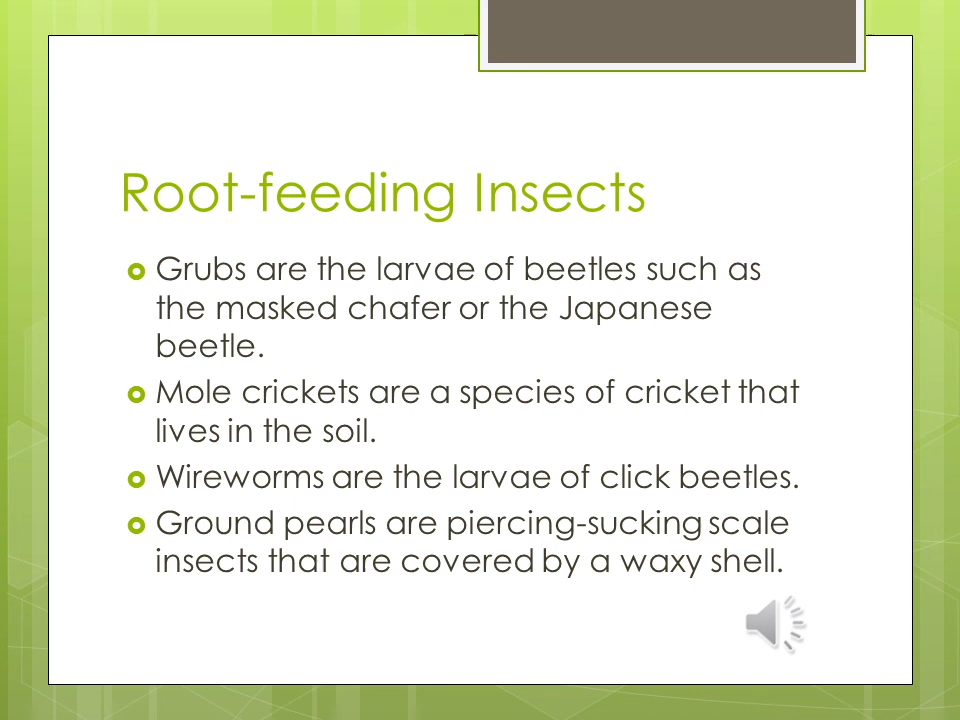 Root-feeding Insects
Grubs are the larvae of beetles such as
the masked chafer or the Japanese
beetle.
Mole crickets are a species of cricket that
lives in the soil.
Wireworms are the larvae of click beetles.
Ground pearls are piercing-sucking scale
insects that are covered by a waxy shell.